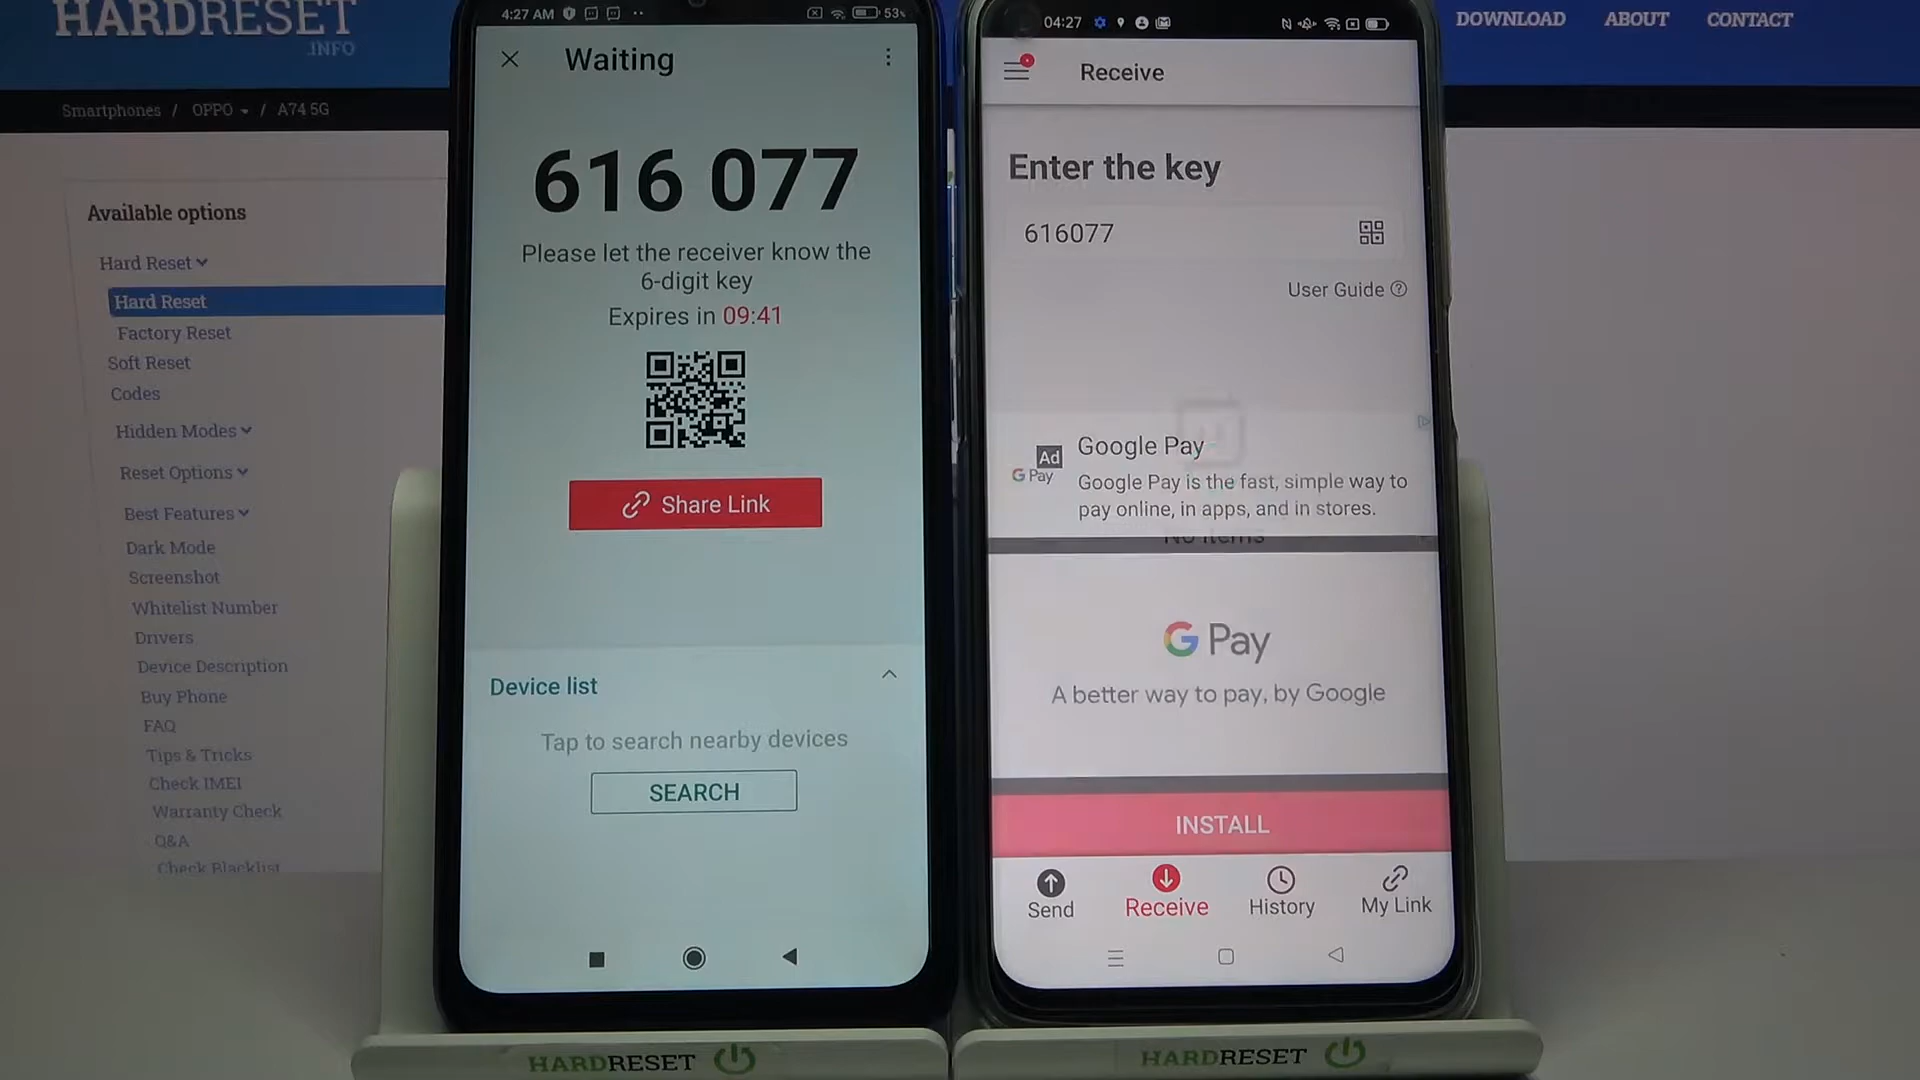 HARDRESET
.INFO
DOWNLOAD ABOUT CONTACT
Smartphones / OPPO / A74 5G
Available options
Hard Reset
Hard Reset
Factory Reset
Soft Reset
Codes
Hidden Modes
Reset Options
Best Features
Dark Mode
Screenshot
Whitelist Number
Drivers
Device Description
Buy Phone
FAQ
Tips & Tricks
Check IMEI
Warranty Check
Q&A
Check Blacklist
4:27 AM 53%
Waiting
616 077
Please let the receiver know the
6-digit key
Expires in 09:41
Share Link
Device list
Tap to search nearby devices
SEARCH
04:27
Receive
Enter the key
616077
User Guide
Ad
G Pay
Google Pay
Google Pay is the fast, simple way to
pay online, in apps, and in stores.
No items
G Pay
A better way to pay, by Google
INSTALL
Send Receive History My Link
HARDRESET
HARDRESET